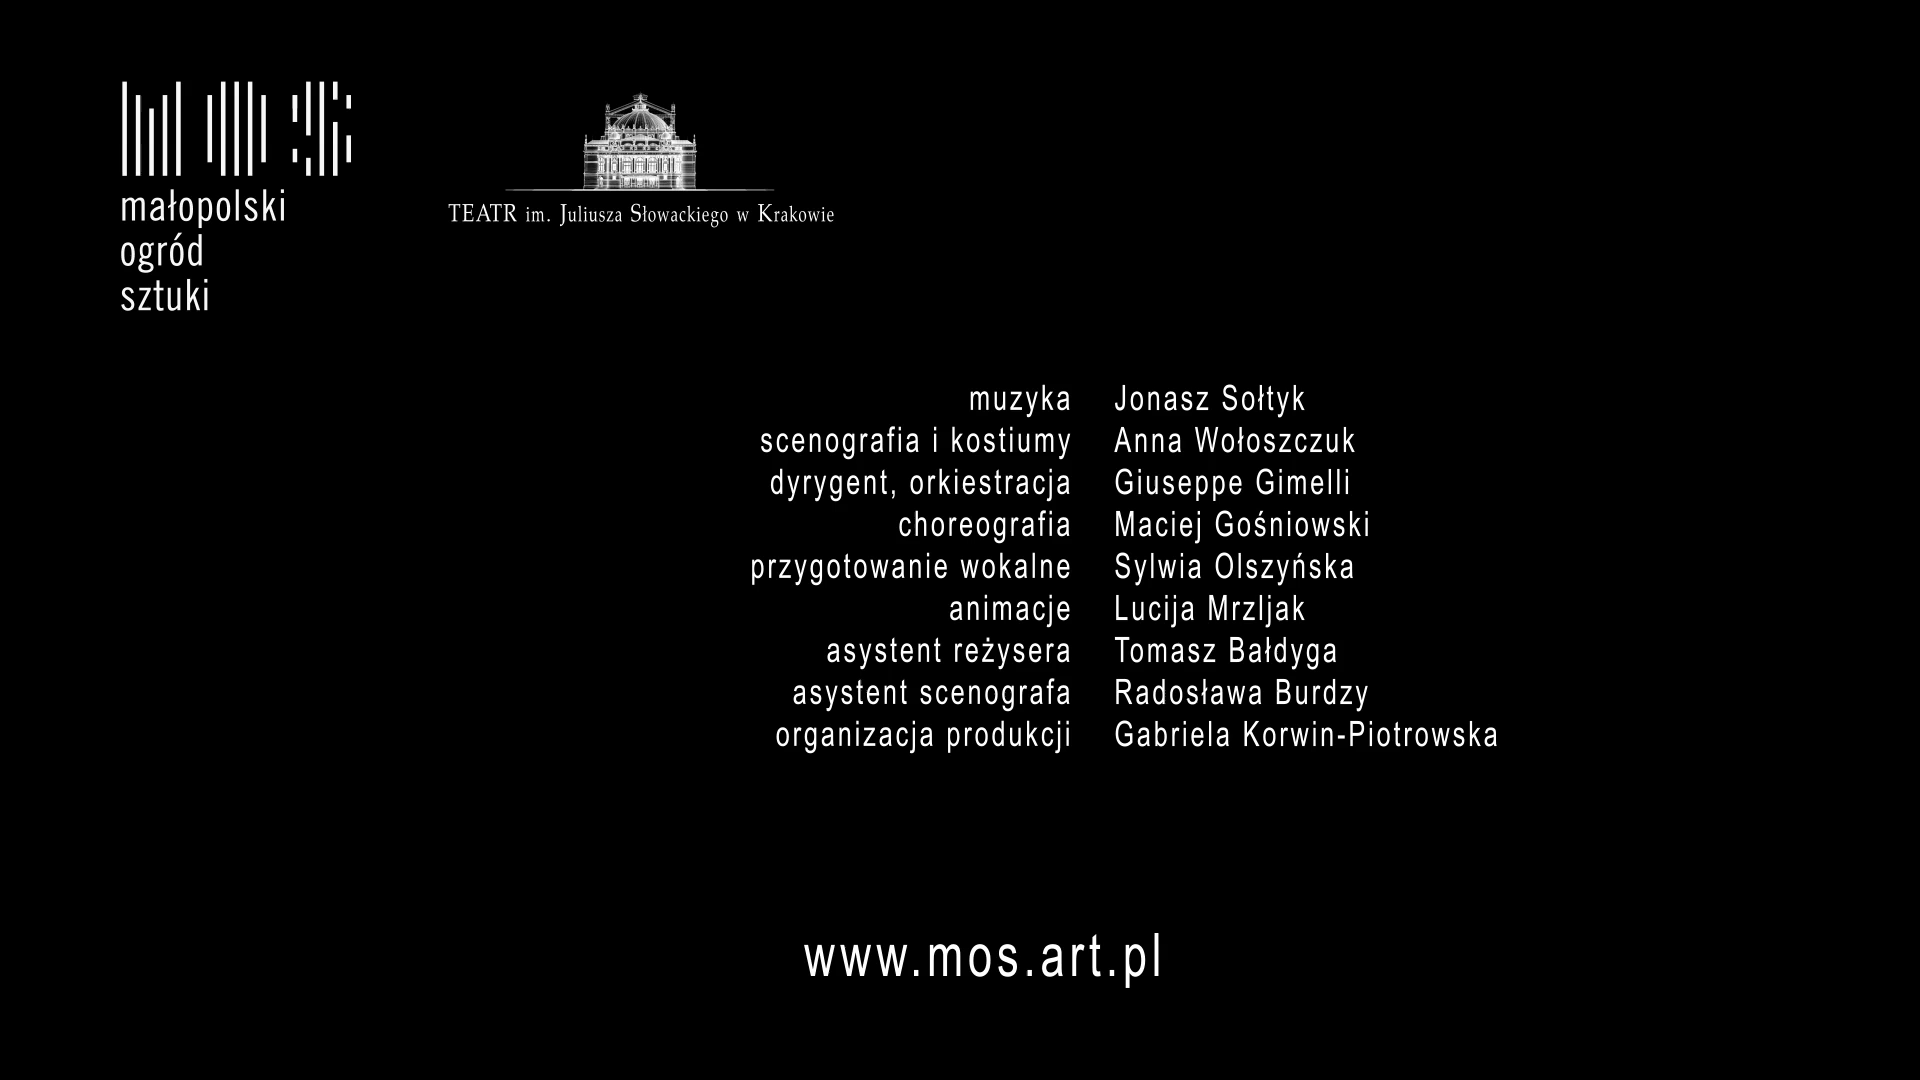 MOS
małopolski
ogród
sztuki
TEATR im. Juliusza Słowackiego w Krakowie
muzyka Jonasz Sołtyk
scenografia i kostiumy Anna Wołoszczuk
dyrygent, orkiestracja Giuseppe Gimelli
choreografia Maciej Gośniowski
przygotowanie wokalne Sylwia Olszyńska
animacje Lucija Mrzljak
asystent reżysera Tomasz Bałdyga
asystent scenografa Radosława Burdzy
organizacja produkcji Gabriela Korwin-Piotrowska
www.mos.art.pl